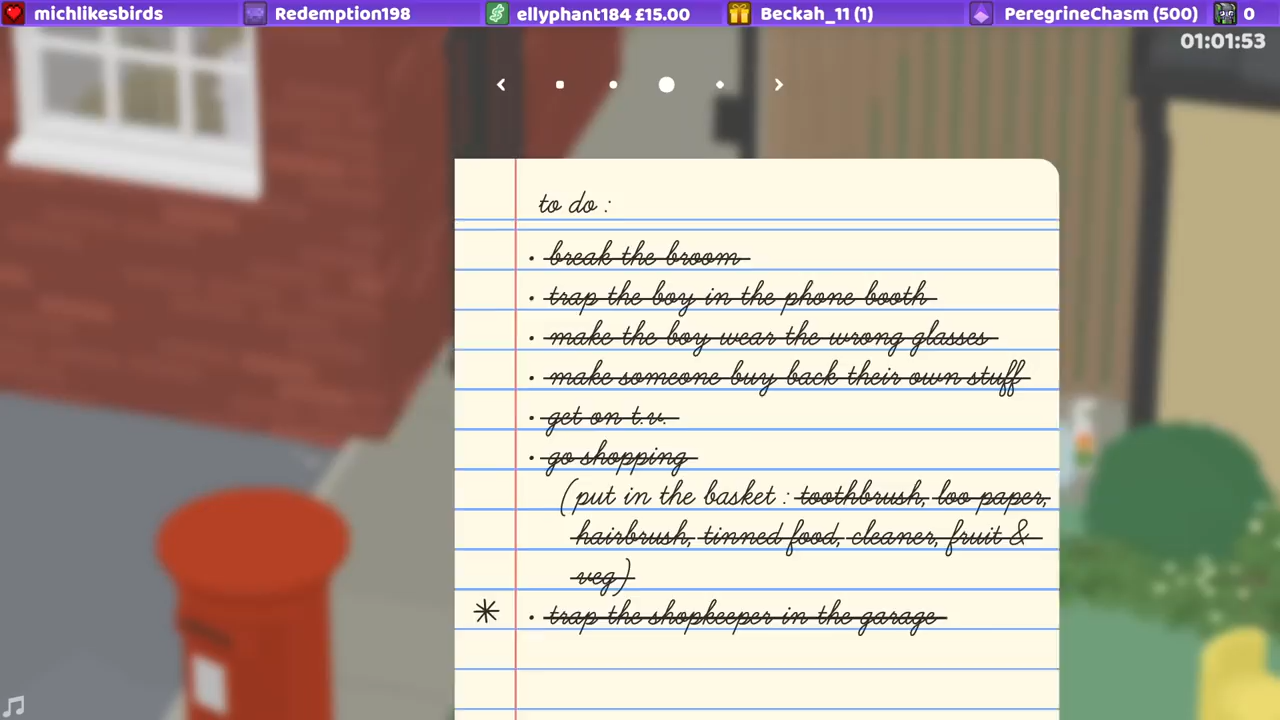 michlikesbirds Redemption198 ellyphant184 £15.00 Beckah_11 (1) PeregrineChasm (500) 0
01:01:53
to do :
• break the broom
• trap the boy in the phone booth
• make the boy wear the wrong glasses
• make someone buy back their own stuff
• get on t.v.
• go shopping
(put in the basket : toothbrush, loo paper,
hairbrush, tinned food, cleaner, fruit &
veg)
* • trap the shopkeeper in the garage